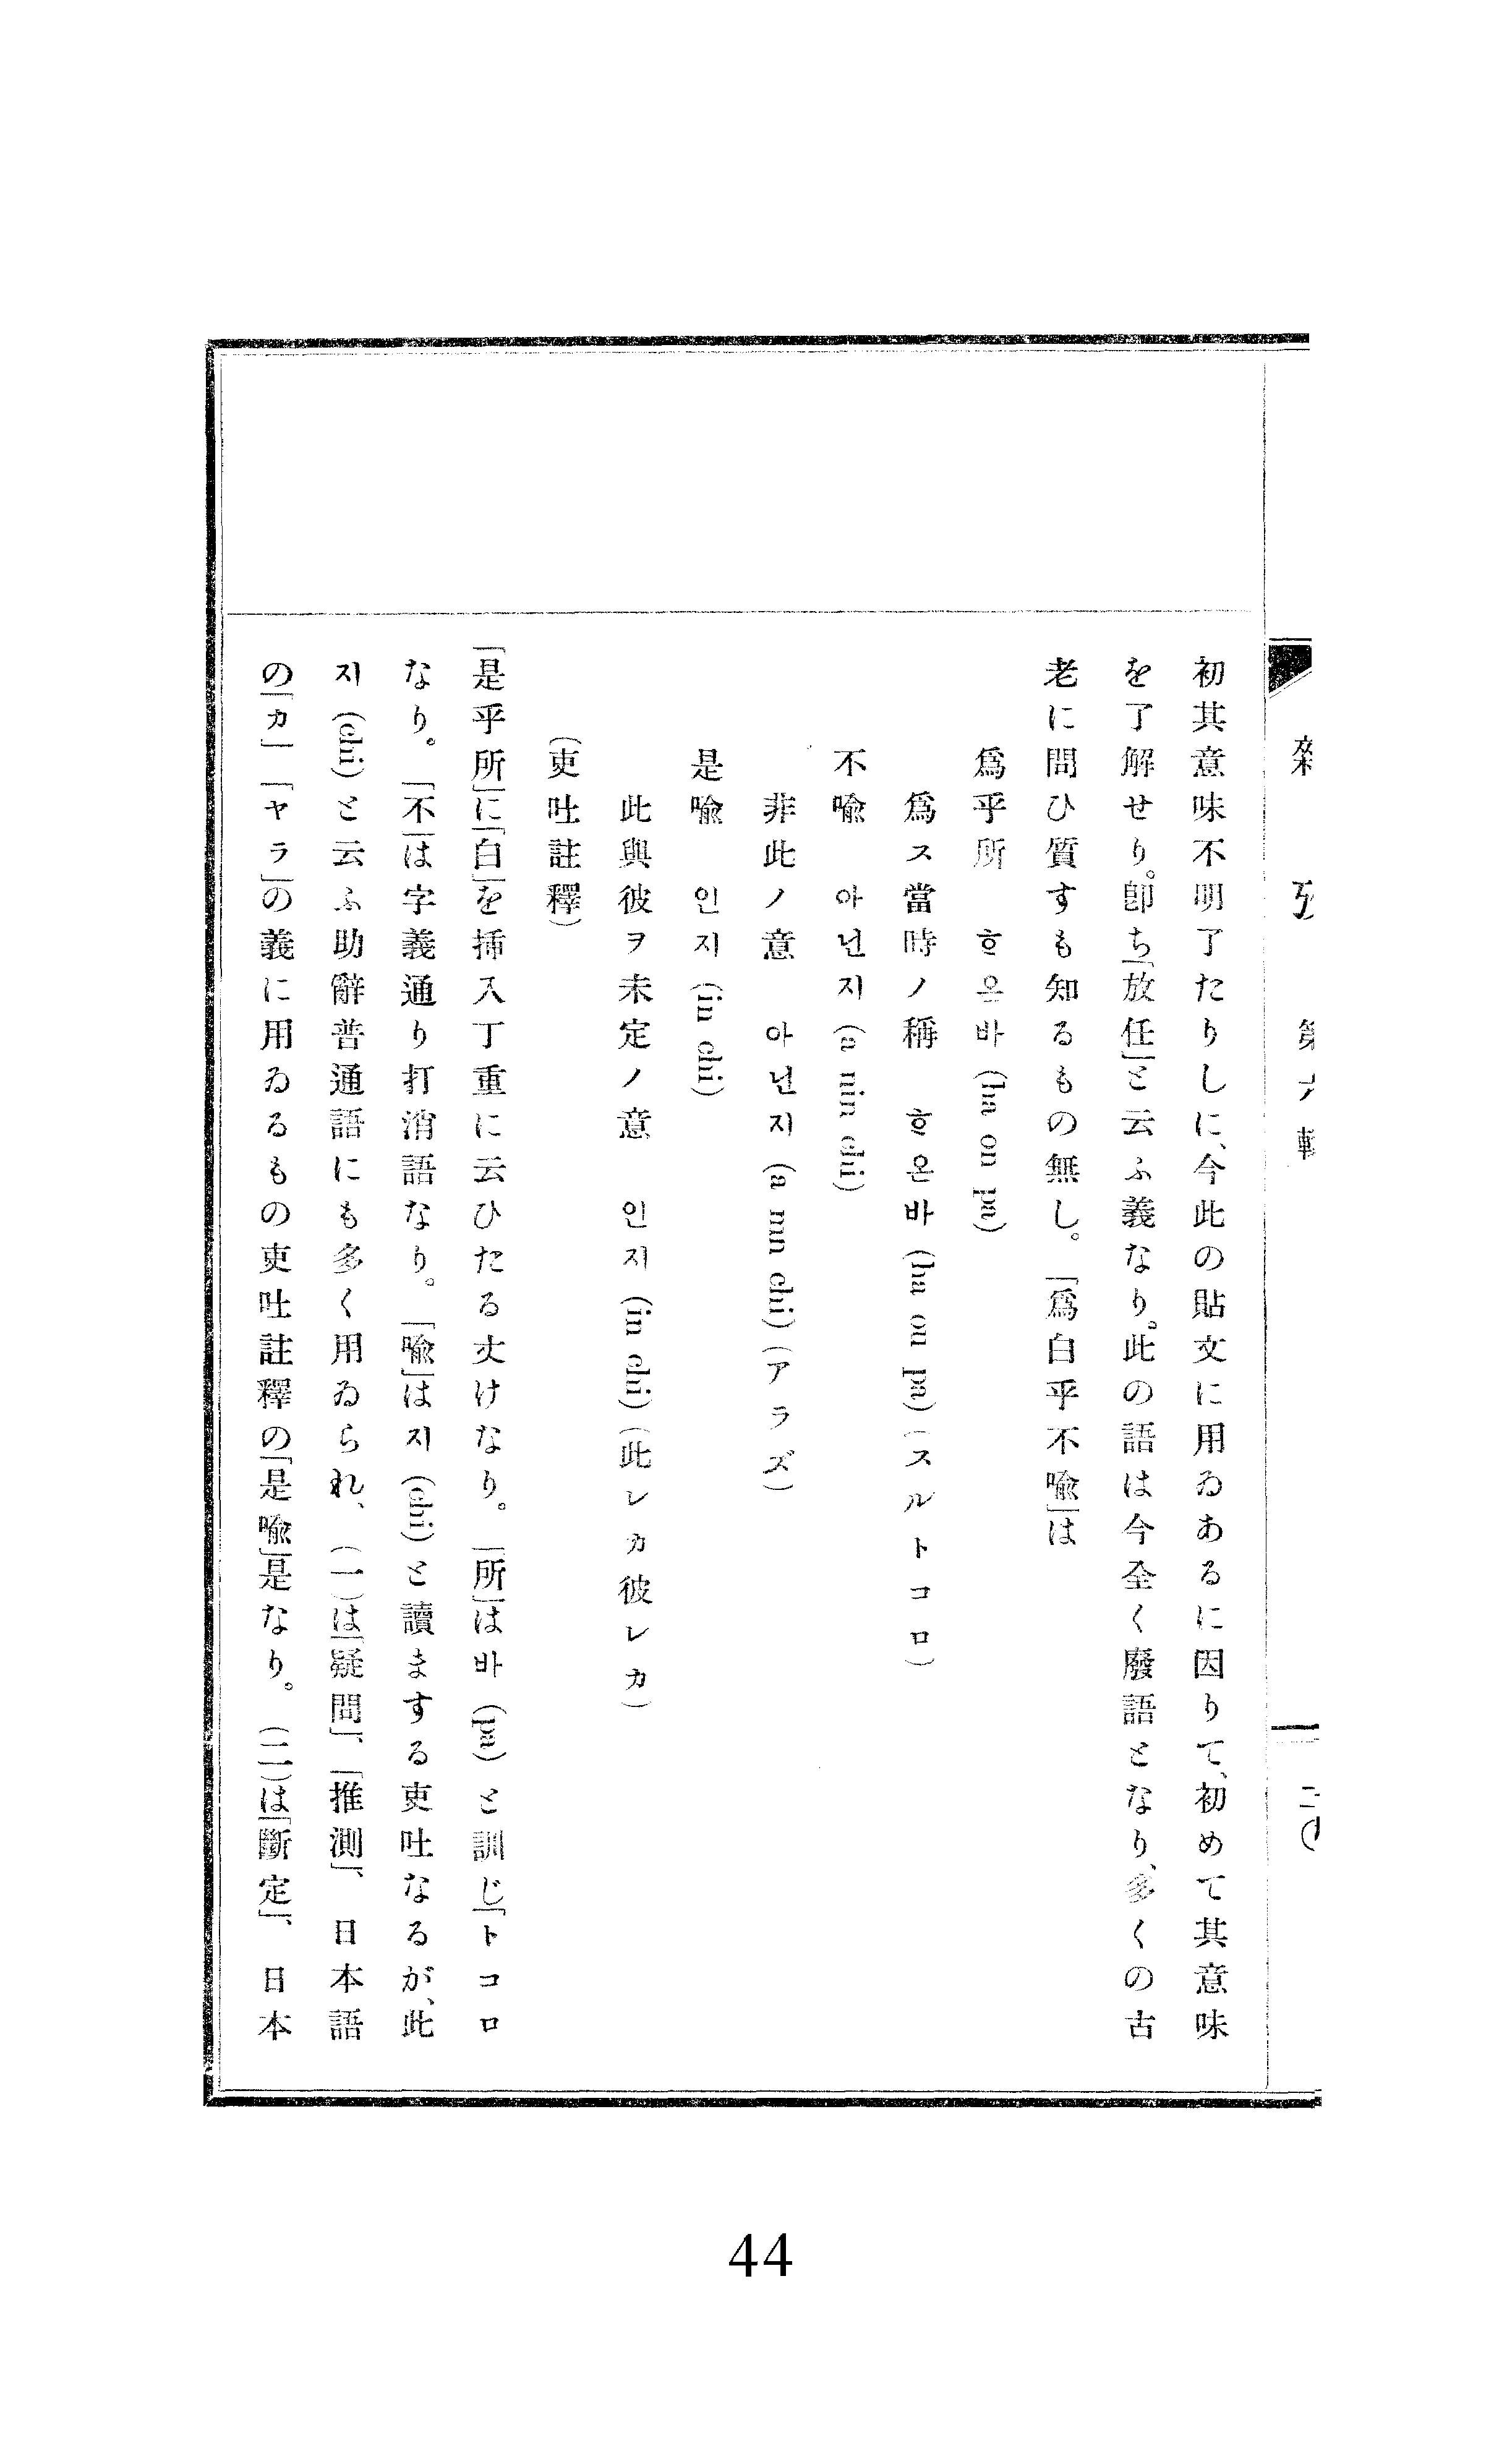 初其意味不明了たりしに、今此の貼文に用ゐあるに因りて、初めて其意味
を了解せり。卽ち「放任」と云ふ義なり。此の語は今全く廢語となり、多くの古
老に問ひ質すも知るもの無し。「爲白乎不喩」は
爲乎所 ᄒᆞ온바 (ha on pa)
爲ス當時ノ稱 ᄒᆞ온바 (ha on pa) (スルトコロ)
不喩 아닌지 (a nin chi)
非此ノ意 아닌지 (a nin chi) (アラズ)
是喩 인지 (in chi)
此與彼ヲ未定ノ意 인지 (in chi) (此レカ彼レカ)
(吏吐註釋)
「是乎所」に「白」を揷入丁重に云ひたる丈けなり。「所」は바 (pa) と訓じ「トコロ
なり。「不」は字義通り打消語なり。「喩」は지 (chi) と讀まする吏吐なるが、此
지 (chi) と云ふ助辭普通語にも多く用ゐられ、(一)は「疑問」、「推測」、日本語
の「カ」「ヤラ」の義に用ゐるもの吏吐註釋の「是喩」是なり。(二)は「斷定」、日本
44